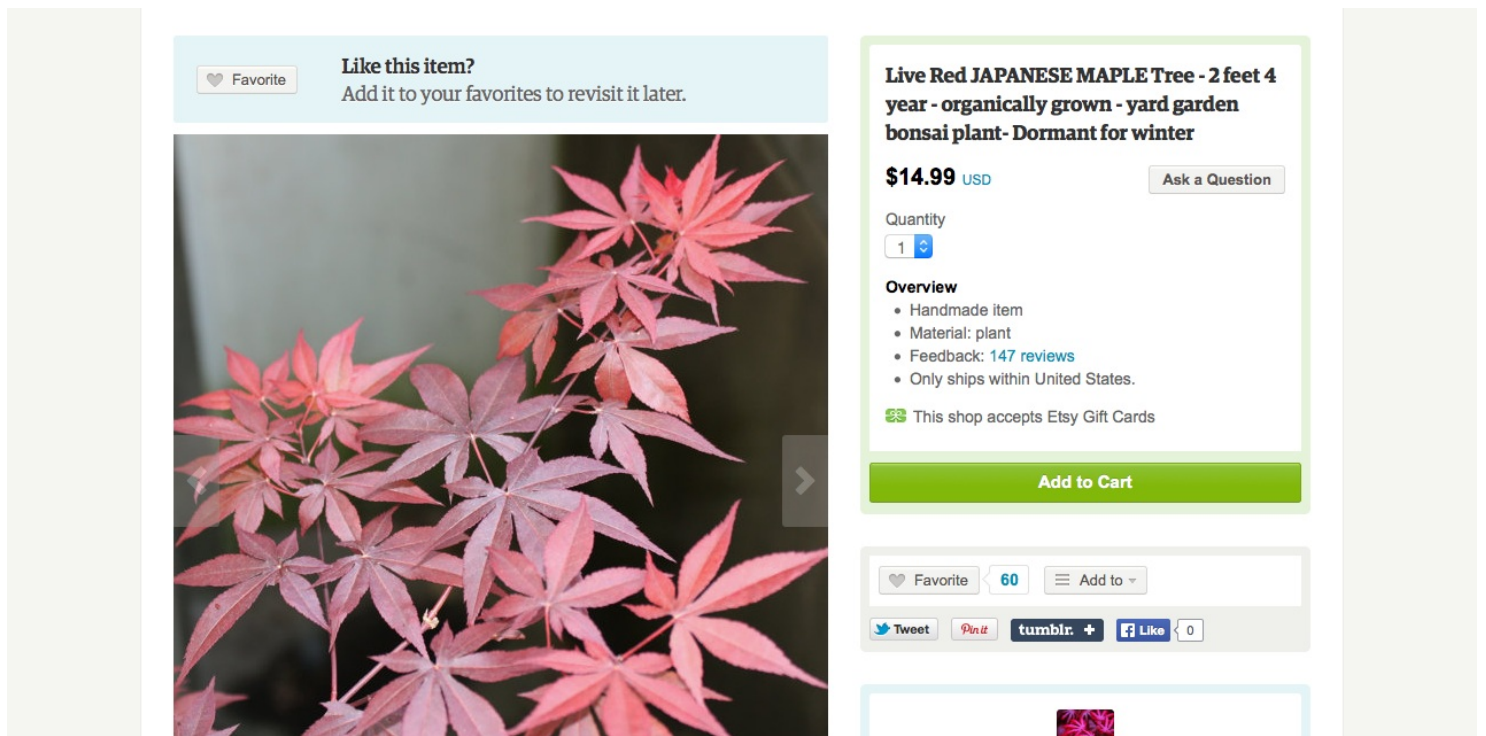 Favorite
Like this item?
Add it to your favorites to revisit it later.
Live Red JAPANESE MAPLE Tree - 2 feet 4
year - organically grown - yard garden
bonsai plant- Dormant for winter
$14.99 USD
Ask a Question
Quantity
1
Overview
Handmade item
Material: plant
Feedback: 147 reviews
Only ships within United States.
This shop accepts Etsy Gift Cards
Add to Cart
Favorite 60 Add to
Tweet Pin it tumblr. + Like 0